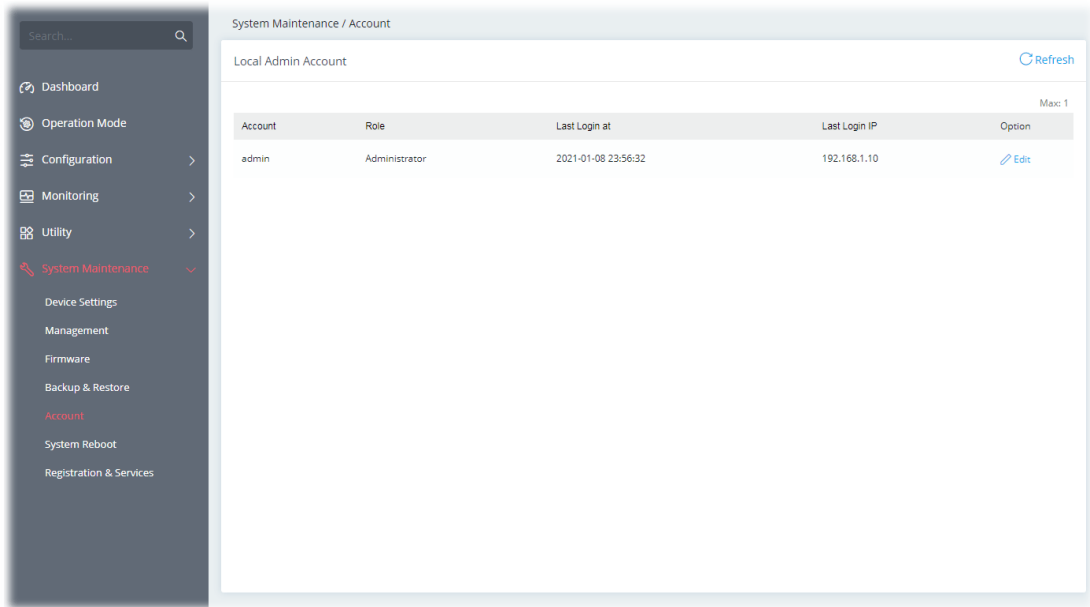 Search...
Dashboard
Operation Mode
Configuration
Monitoring
Utility
System Maintenance
Device Settings
Management
Firmware
Backup & Restore
Account
System Reboot
Registration & Services
System Maintenance / Account
Local Admin Account
Refresh
Max: 1
Account Role Last Login at Last Login IP Option
admin Administrator 2021-01-08 23:56:32 192.168.1.10 Edit